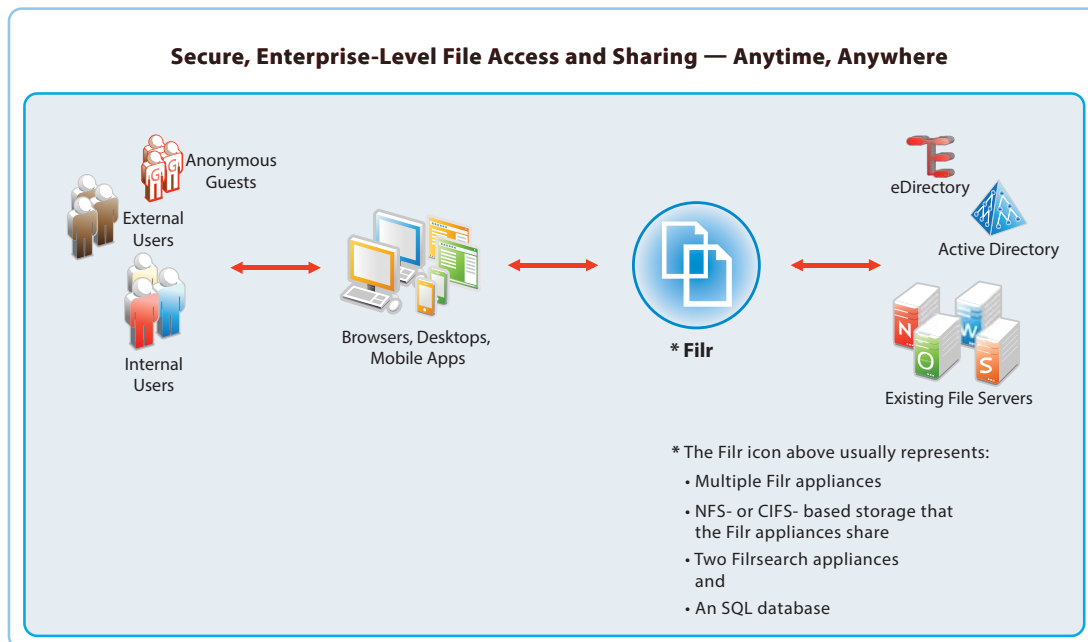 Secure, Enterprise-Level File Access and Sharing — Anytime, Anywhere
G G G
Anonymous
Guests
External
Users
Internal
Users
Browsers, Desktops,
Mobile Apps
* Filr
eDirectory
Active Directory
N W
O S
Existing File Servers
* The Filr icon above usually represents:
• Multiple Filr appliances
• NFS- or CIFS- based storage that
the Filr appliances share
• Two Filrsearch appliances
and
• An SQL database